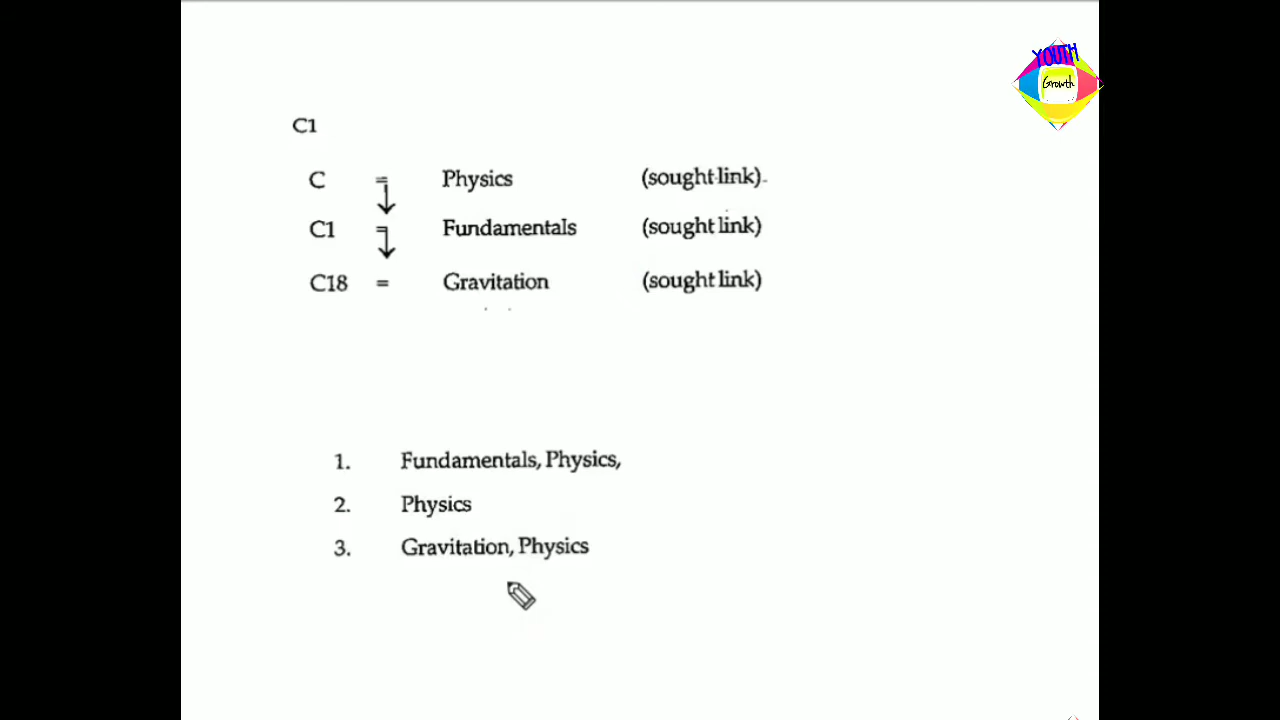 YOUTH
Growth
C1
C = Physics (sought link)
C1 = Fundamentals (sought link)
C18 = Gravitation (sought link)
1. Fundamentals, Physics,
2. Physics
3. Gravitation, Physics